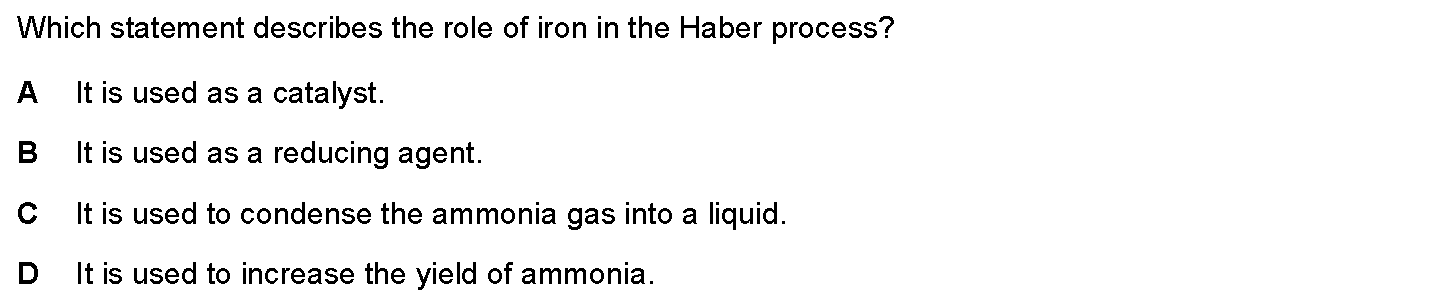 Which statement describes the role of iron in the Haber process?
A It is used as a catalyst.
B It is used as a reducing agent.
C It is used to condense the ammonia gas into a liquid.
D It is used to increase the yield of ammonia.